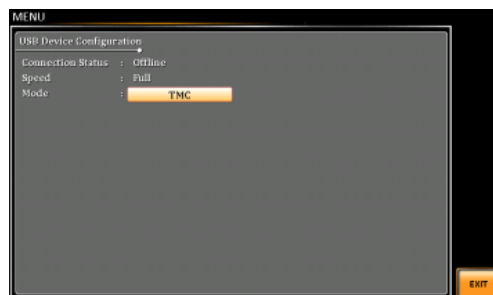 MENU
USB Device Configuration
Connection Status : Offline
Speed : Full
Mode : TMC
EXIT